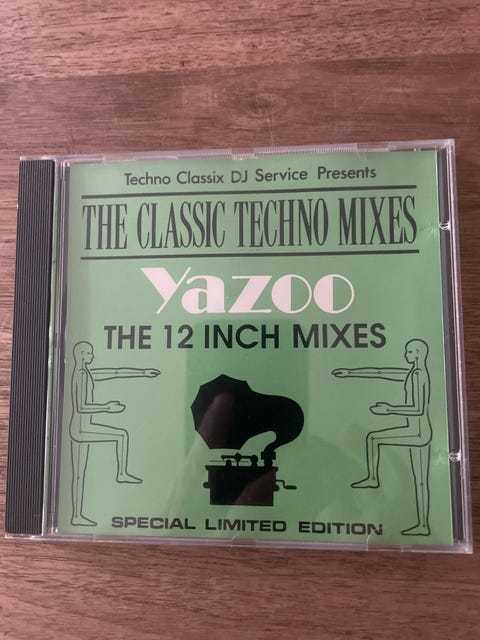 Techno Classix DJ Service Presents
THE CLASSIC TECHNO MIXES
Yazoo
THE 12 INCH MIXES
SPECIAL LIMITED EDITION